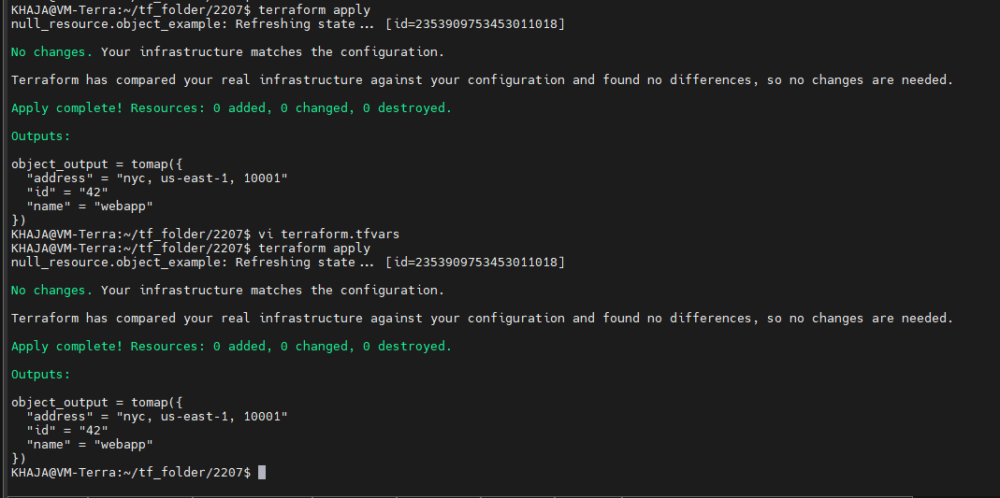 KHAJA@VM-Terra:~/tf_folder/2207$ terraform apply
null_resource.object_example: Refreshing state... [id=2353909753453011018]
No changes. Your infrastructure matches the configuration.
Terraform has compared your real infrastructure against your configuration and found no differences, so no changes are needed.
Apply complete! Resources: 0 added, 0 changed, 0 destroyed.
Outputs:
object_output = tomap({
  "address" = "nyc, us-east-1, 10001"
  "id" = "42"
  "name" = "webapp"
})
KHAJA@VM-Terra:~/tf_folder/2207$ vi terraform.tfvars
KHAJA@VM-Terra:~/tf_folder/2207$ terraform apply
null_resource.object_example: Refreshing state... [id=2353909753453011018]
No changes. Your infrastructure matches the configuration.
Terraform has compared your real infrastructure against your configuration and found no differences, so no changes are needed.
Apply complete! Resources: 0 added, 0 changed, 0 destroyed.
Outputs:
object_output = tomap({
  "address" = "nyc, us-east-1, 10001"
  "id" = "42"
  "name" = "webapp"
})
KHAJA@VM-Terra:~/tf_folder/2207$